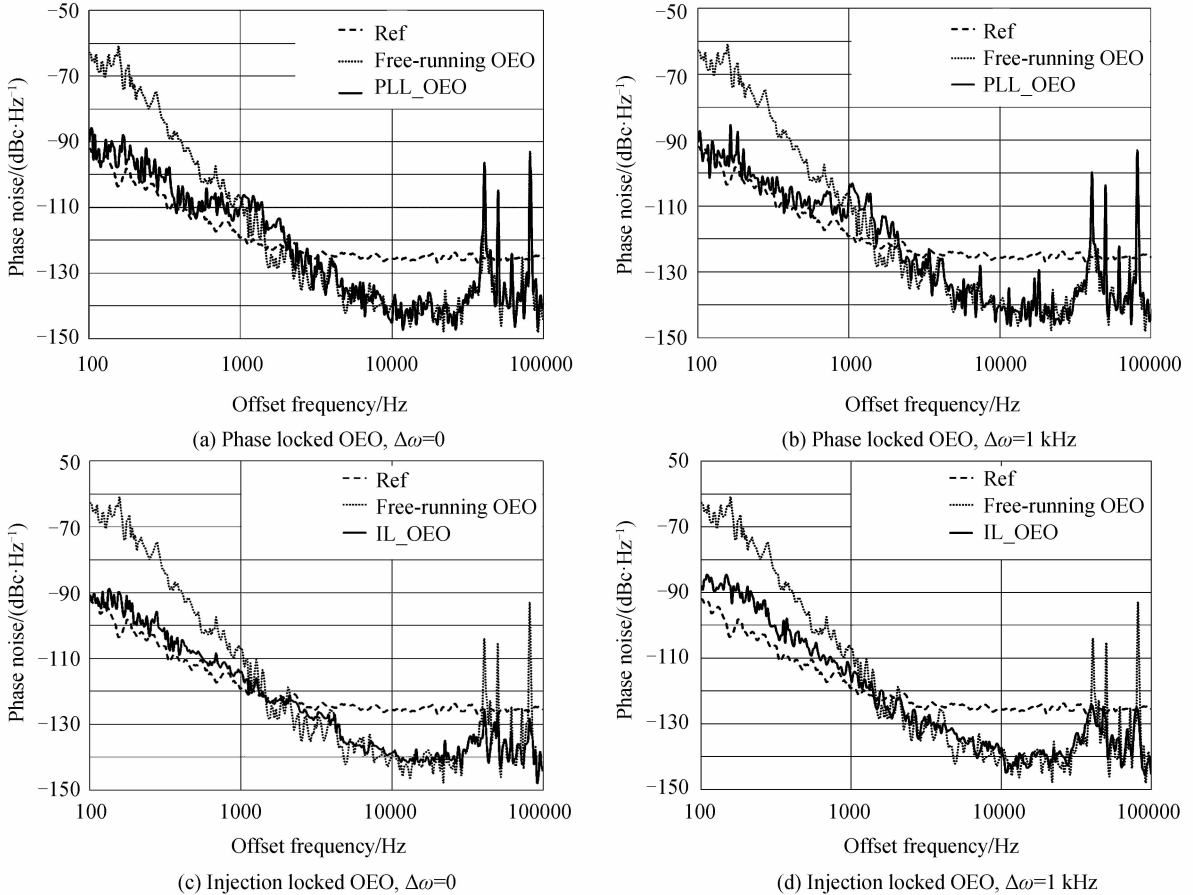 −50
−70
−90
−110
−130
−150
Phase noise/(dBc·Hz⁻¹)
Ref
Free-running OEO
PLL_OEO
100
1000
10000
100000
Offset frequency/Hz
(a) Phase locked OEO, Δω=0
−50
−70
−90
−110
−130
−150
Phase noise/(dBc·Hz⁻¹)
Ref
Free-running OEO
PLL_OEO
100
1000
10000
100000
Offset frequency/Hz
(b) Phase locked OEO, Δω=1 kHz
50
−70
−90
−110
−130
−150
Phase noise/(dBc·Hz⁻¹)
Ref
Free-running OEO
IL_OEO
100
1000
10000
100000
Offset frequency/Hz
(c) Injection locked OEO, Δω=0
50
−70
−90
−110
−130
−150
Phase noise/(dBc·Hz⁻¹)
Ref
Free-running OEO
IL_OEO
100
1000
10000
100000
Offset frequency/Hz
(d) Injection locked OEO, Δω=1 kHz